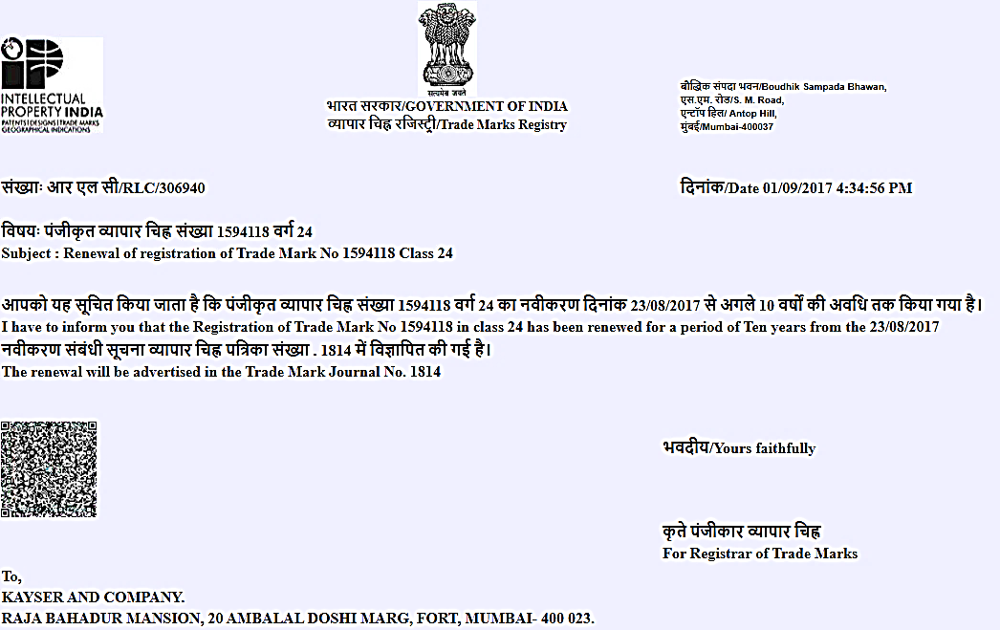 सत्यमेव जयते
INTELLECTUAL
PROPERTY INDIA
PATENTS | DESIGNS | TRADE MARKS
GEOGRAPHICAL INDICATIONS
भारत सरकार/GOVERNMENT OF INDIA
व्यापार चिह्न रजिस्ट्री/Trade Marks Registry
बौद्धिक संपदा भवन/Boudhik Sampada Bhawan,
एस.एम. रोड/S. M. Road,
एन्टॉप हिल/ Antop Hill,
मुंबई/Mumbai-400037
संख्याः आर एल सी/RLC/306940
दिनांक/Date 01/09/2017 4:34:56 PM
विषयः पंजीकृत व्यापार चिह्न संख्या 1594118 वर्ग 24
Subject : Renewal of registration of Trade Mark No 1594118 Class 24
आपको यह सूचित किया जाता है कि पंजीकृत व्यापार चिह्न संख्या 1594118 वर्ग 24 का नवीकरण दिनांक 23/08/2017 से अगले 10 वर्षों की अवधि तक किया गया है।
I have to inform you that the Registration of Trade Mark No 1594118 in class 24 has been renewed for a period of Ten years from the 23/08/2017
नवीकरण संबंधी सूचना व्यापार चिह्न पत्रिका संख्या . 1814 में विज्ञापित की गई है।
The renewal will be advertised in the Trade Mark Journal No. 1814
भवदीय/Yours faithfully
कृते पंजीकार व्यापार चिह्न
For Registrar of Trade Marks
To,
KAYSER AND COMPANY.
RAJA BAHADUR MANSION, 20 AMBALAL DOSHI MARG, FORT, MUMBAI- 400 023.